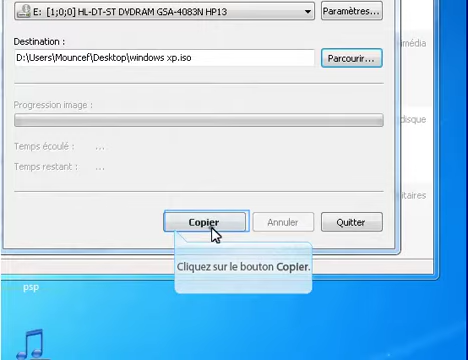 E: [1;0;0] HL-DT-ST DVDRAM GSA-4083N HP13
Paramètres...
Destination :
D:\Users\Mouncef\Desktop\windows xp.iso
Parcourir...
média
Progression image :
disque
Temps écoulé : ...
Temps restant : ...
itaires
Copier
Annuler
Quitter
Cliquez sur le bouton Copier.
psp